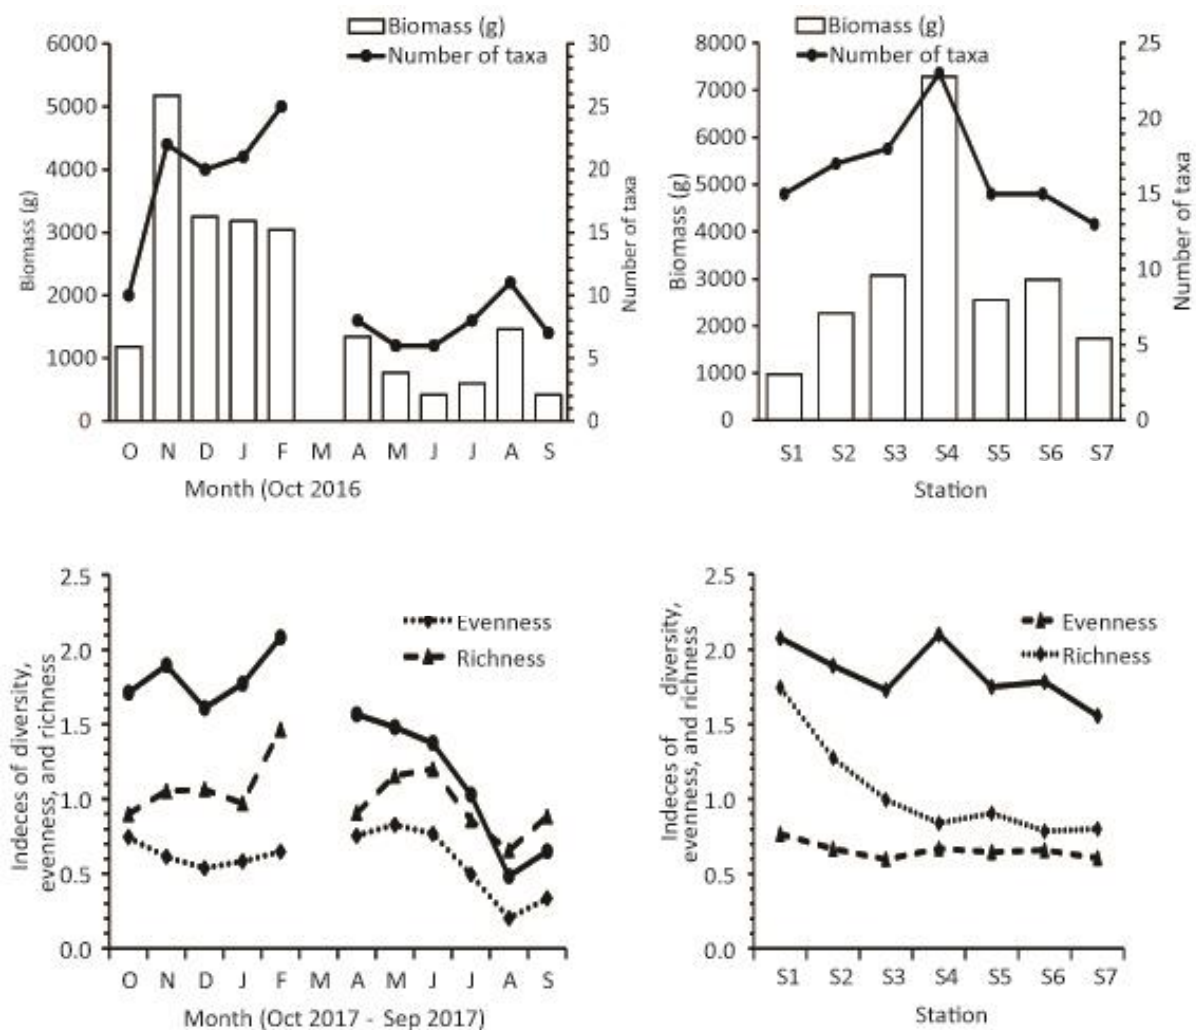 Biomass (g)
Number of taxa
6000
5000
4000
3000
2000
1000
0
Biomass (g)
30
25
20
15
10
5
0
Number of taxa
O N D J F M A M J J A S
Month (Oct 2016
Biomass (g)
Number of taxa
8000
7000
6000
5000
4000
3000
2000
1000
0
Biomass (g)
25
20
15
10
5
0
Number of taxa
S1 S2 S3 S4 S5 S6 S7
Station
2.5
2.0
1.5
1.0
0.5
0.0
Indeces of diversity,
evenness, and richness
Evenness
Richness
O N D J F M A M J J A S
Month (Oct 2017 - Sep 2017)
2.5
2.0
1.5
1.0
0.5
0.0
Indeces of diversity,
evenness, and richness
Evenness
Richness
S1 S2 S3 S4 S5 S6 S7
Station